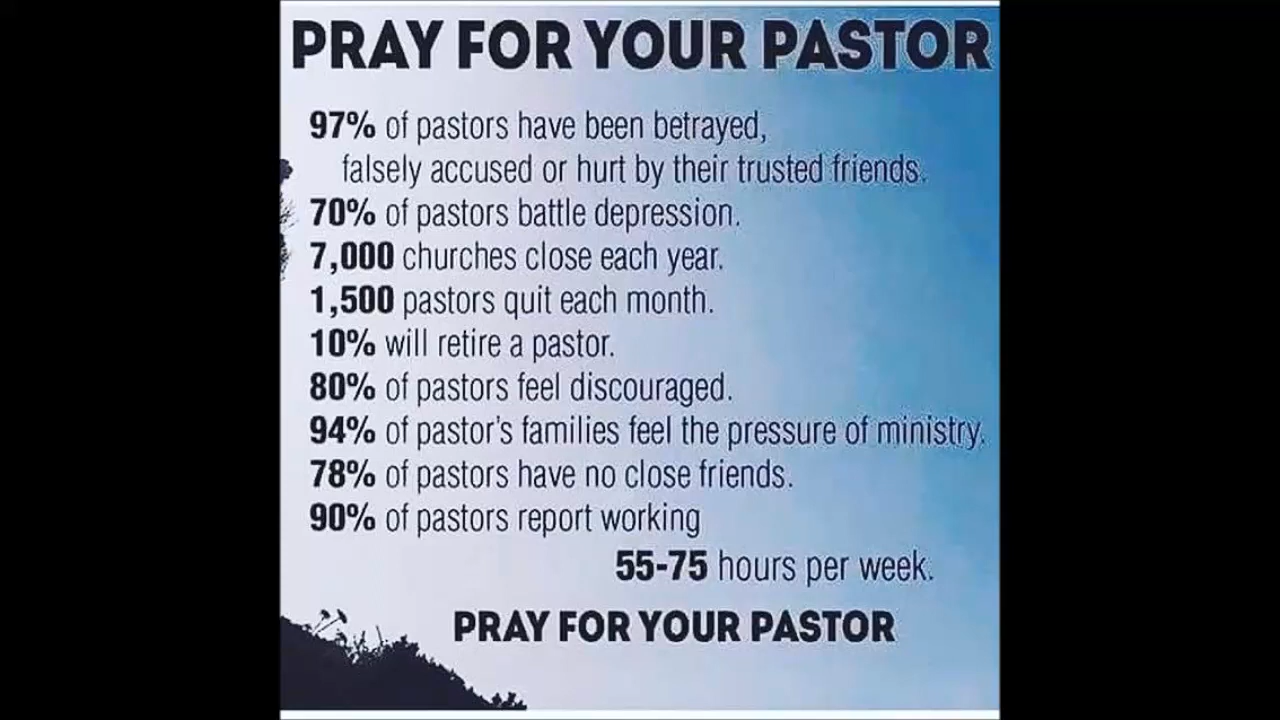 PRAY FOR YOUR PASTOR
97% of pastors have been betrayed,
falsely accused or hurt by their trusted friends.
70% of pastors battle depression.
7,000 churches close each year.
1,500 pastors quit each month.
10% will retire a pastor.
80% of pastors feel discouraged.
94% of pastor's families feel the pressure of ministry.
78% of pastors have no close friends.
90% of pastors report working
55-75 hours per week.
PRAY FOR YOUR PASTOR